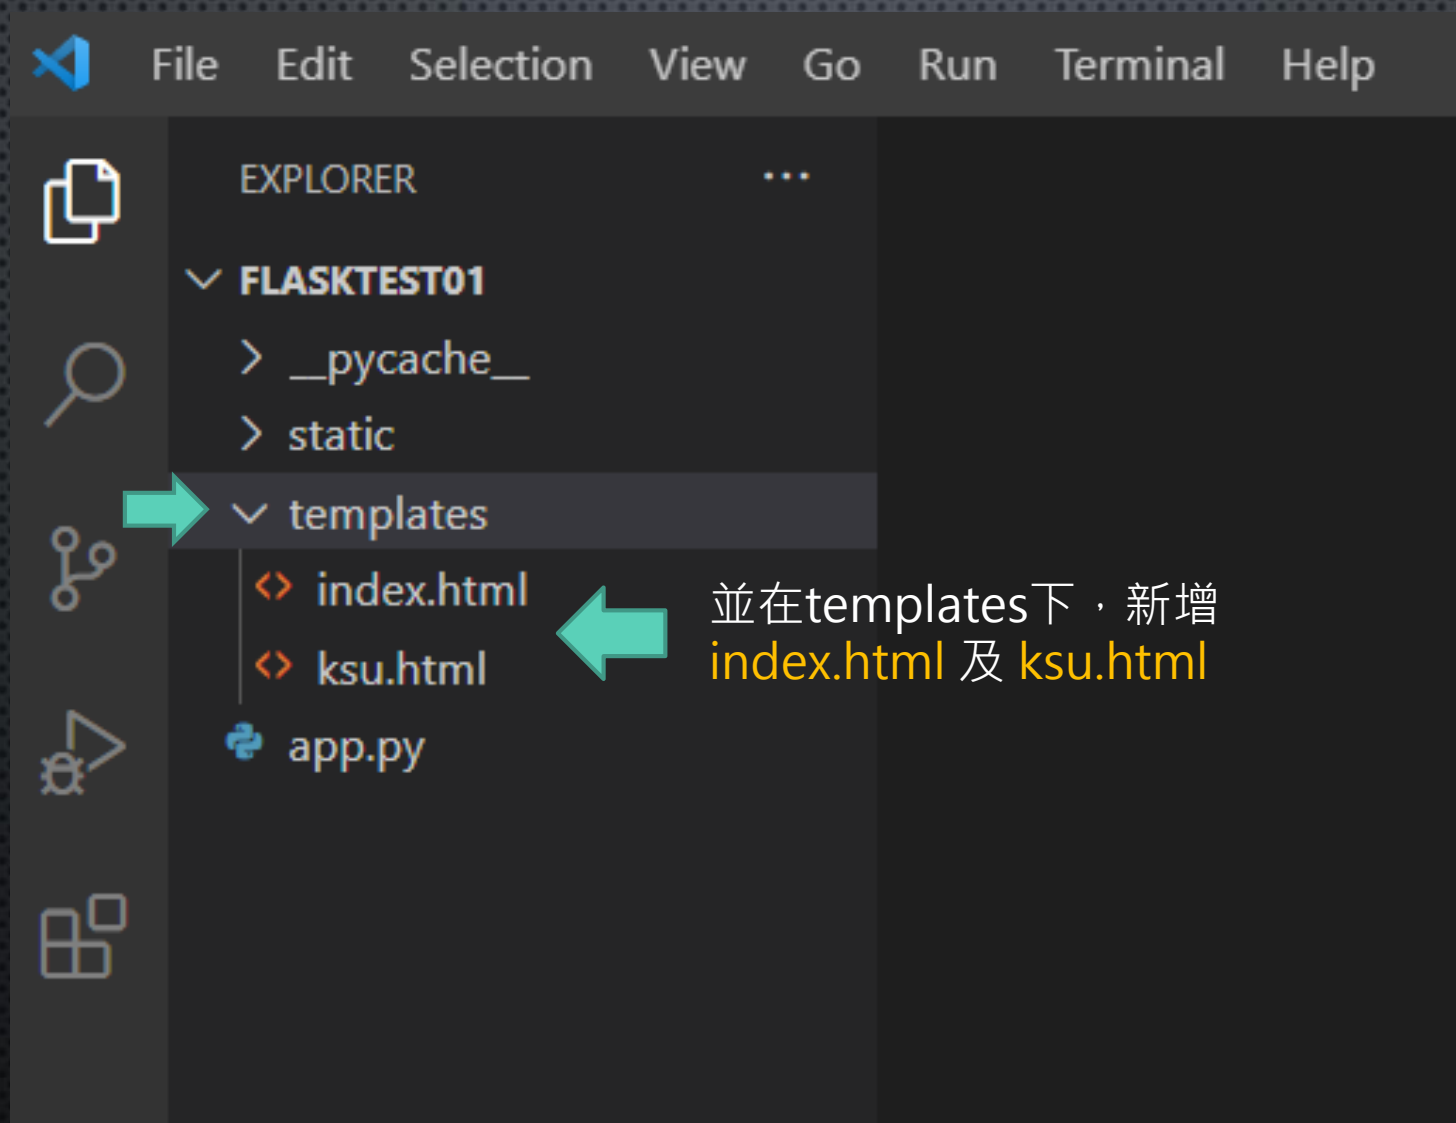 File Edit Selection View Go Run Terminal Help
EXPLORER
FLASKTEST01
__pycache__
static
templates
index.html
ksu.html
app.py
並在templates下，新增
index.html 及 ksu.html